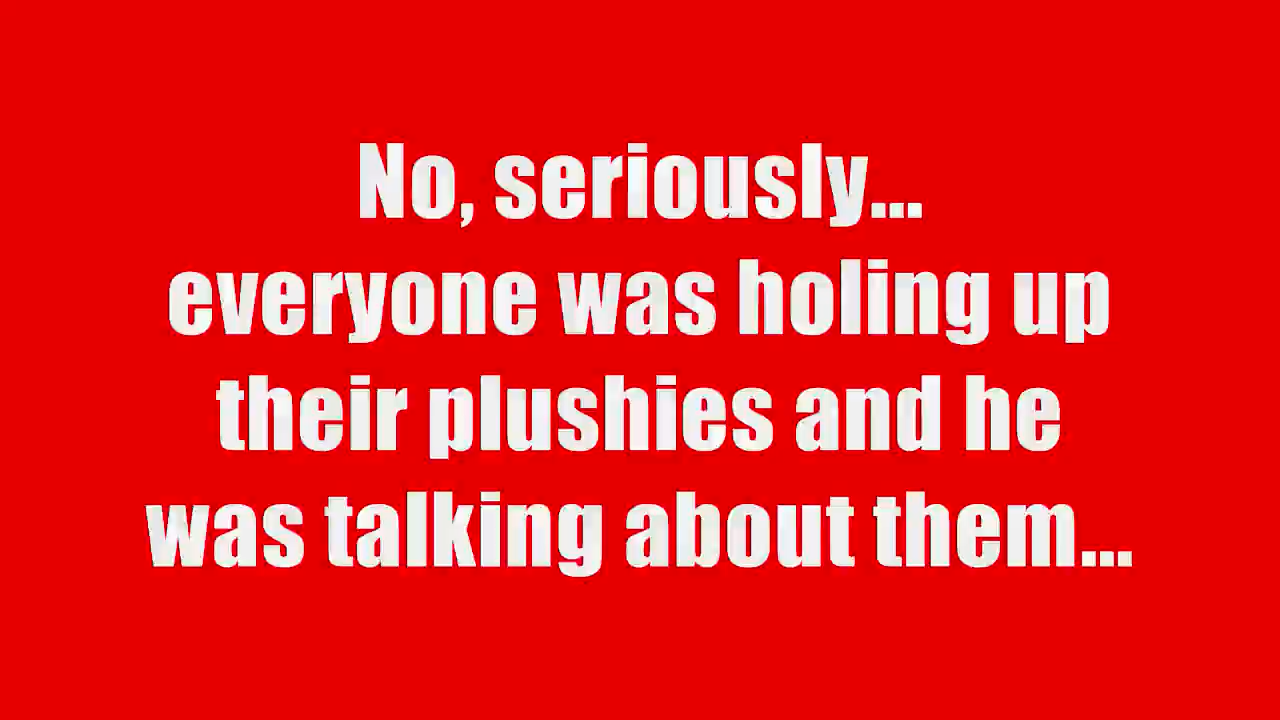 No, seriously...
everyone was holing up
their plushies and he
was talking about them...